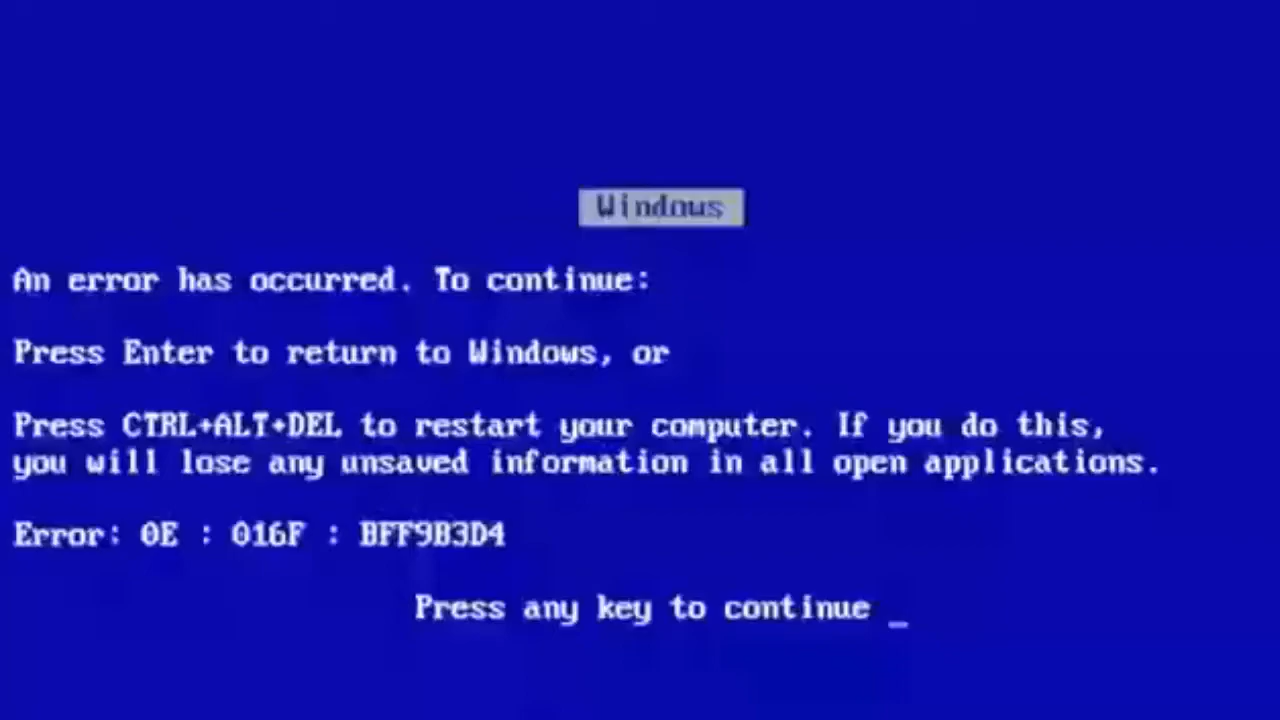 Windows
An error has occurred. To continue:
Press Enter to return to Windows, or
Press CTRL+ALT+DEL to restart your computer. If you do this,
you will lose any unsaved information in all open applications.
Error: 0E : 016F : BFF9B3D4
Press any key to continue _